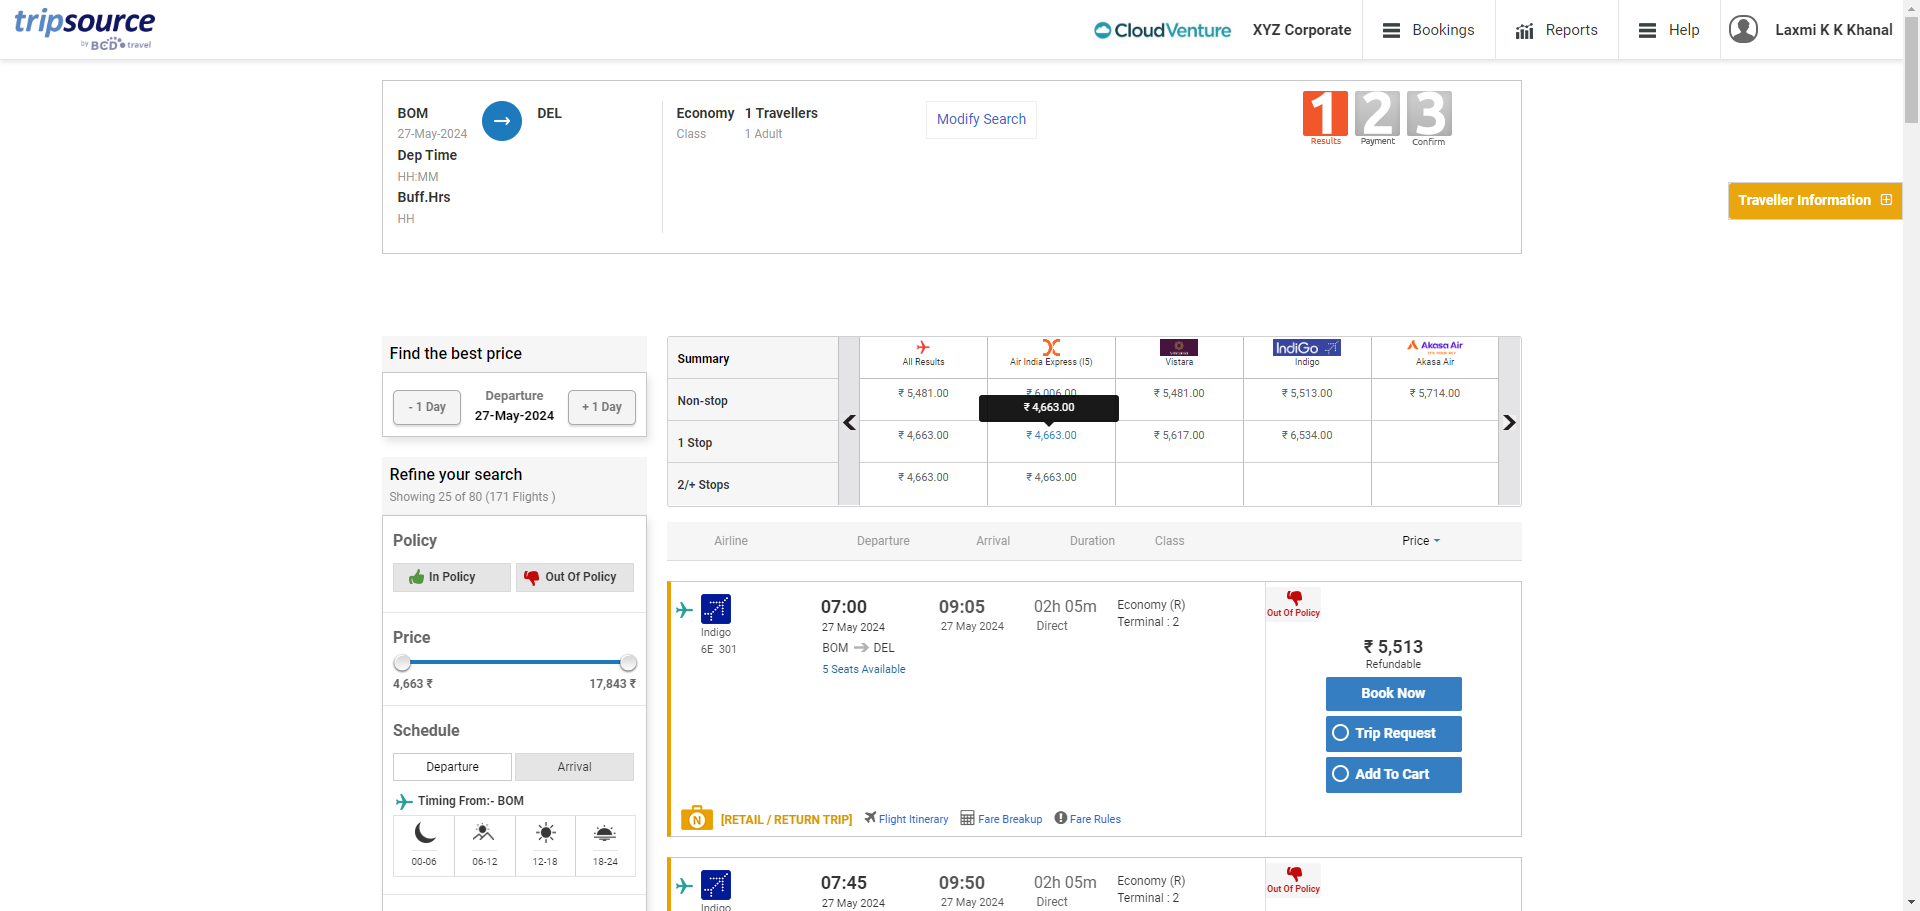 tripsource
by BCD travel
CloudVenture
XYZ Corporate
Bookings
Reports
Help
Laxmi K K Khanal
BOM
27-May-2024
DEL
Dep Time
HH:MM
Buff.Hrs
HH
Economy
Class
1 Travellers
1 Adult
Modify Search
1 2 3
Results Payment Confirm
Traveller Information
Find the best price
- 1 Day
Departure
27-May-2024
+ 1 Day
Refine your search
Showing 25 of 80 (171 Flights )
Policy
In Policy
Out Of Policy
Price
4,663 ₹
17,843 ₹
Schedule
Departure
Arrival
Timing From:- BOM
00-06 06-12 12-18 18-24
Summary
All Results
Air India Express (I5)
Vistara
IndiGo
Indigo
Akasa Air
Akasa Air
Non-stop
₹ 5,481.00 ₹ 6,006.00 ₹ 5,481.00 ₹ 5,513.00 ₹ 5,714.00
₹ 4,663.00
1 Stop
₹ 4,663.00 ₹ 4,663.00 ₹ 5,617.00 ₹ 6,534.00
2/+ Stops
₹ 4,663.00 ₹ 4,663.00
Airline Departure Arrival Duration Class Price
Indigo
6E 301
07:00
27 May 2024
BOM DEL
5 Seats Available
09:05
27 May 2024
02h 05m
Direct
Economy (R)
Terminal : 2
Out Of Policy
₹ 5,513
Refundable
Book Now
Trip Request
Add To Cart
N
[RETAIL / RETURN TRIP]
Flight Itinerary
Fare Breakup
Fare Rules
Indigo
07:45
27 May 2024
09:50
27 May 2024
02h 05m
Direct
Economy (R)
Terminal : 2
Out Of Policy